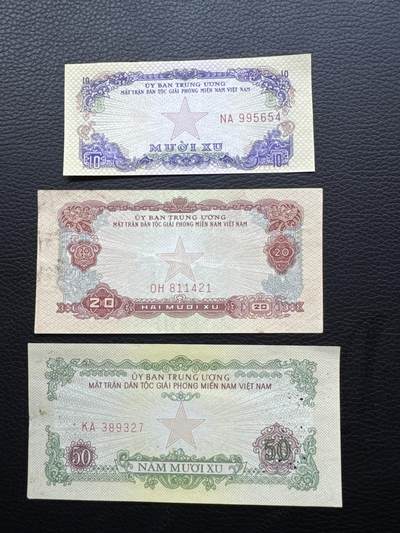 10 ỦY BAN TRUNG ƯƠNG 10
MẶT TRẬN DÂN TỘC GIẢI PHÓNG MIỀN NAM VIỆT NAM
NA 995654
10 MƯỜI XU 10
ỦY BAN TRUNG ƯƠNG
MẶT TRẬN DÂN TỘC GIẢI PHÓNG MIỀN NAM VIỆT NAM
20 20
OH 811421
20 HAI MƯƠI XU 20
ỦY BAN TRUNG ƯƠNG
MẶT TRẬN DÂN TỘC GIẢI PHÓNG MIỀN NAM VIỆT NAM
KA 389327
50 50
NĂM MƯƠI XU